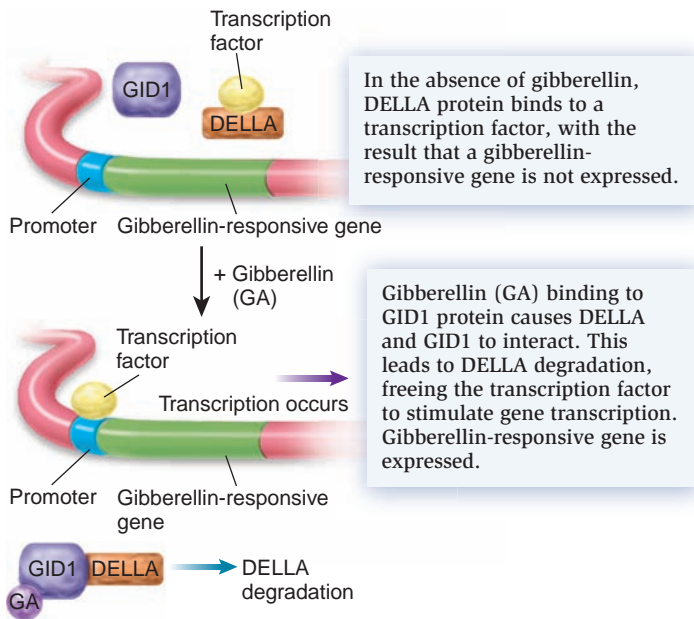 Transcription
factor
GID1
DELLA
In the absence of gibberellin,
DELLA protein binds to a
transcription factor, with the
result that a gibberellin-
responsive gene is not expressed.
Promoter
Gibberellin-responsive gene
+ Gibberellin
(GA)
Transcription
factor
Transcription occurs
Gibberellin (GA) binding to
GID1 protein causes DELLA
and GID1 to interact. This
leads to DELLA degradation,
freeing the transcription factor
to stimulate gene transcription.
Gibberellin-responsive gene is
expressed.
Promoter
Gibberellin-responsive
gene
GID1
DELLA
GA
DELLA
degradation